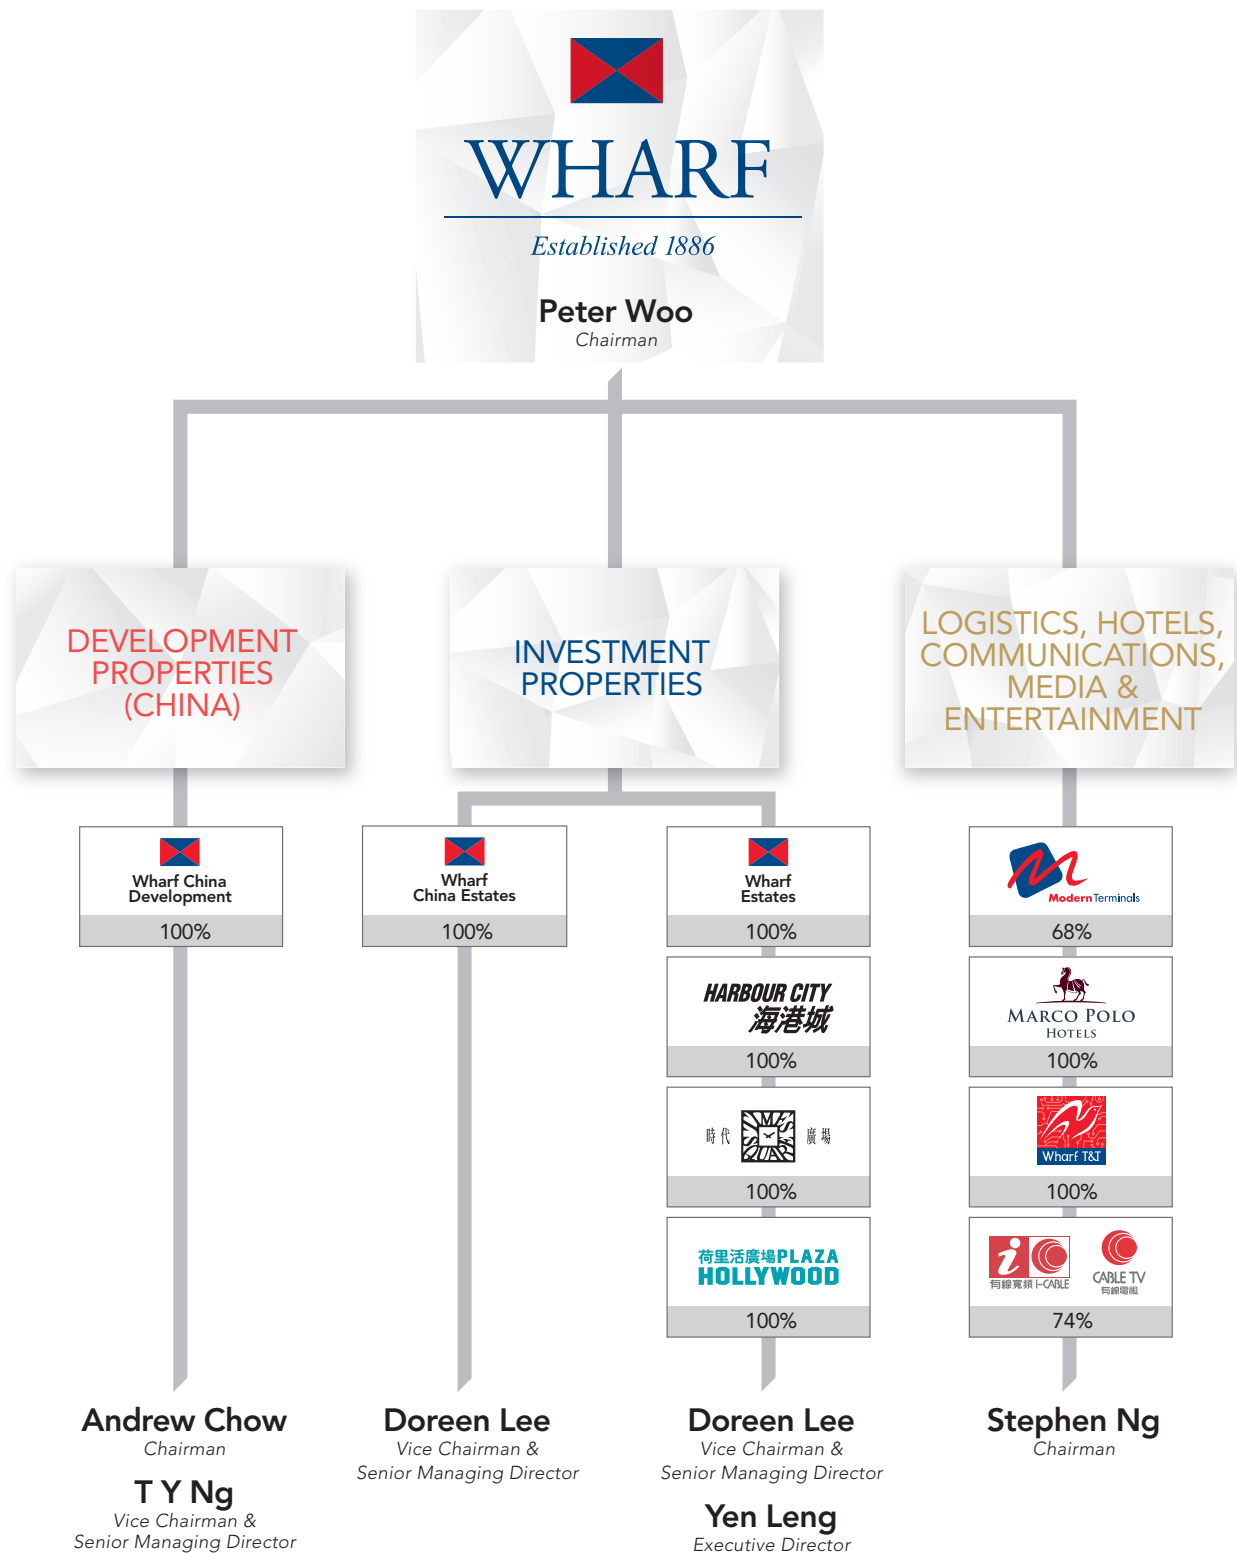 WHARF
Established 1886
Peter Woo
Chairman
DEVELOPMENT
PROPERTIES
(CHINA)
INVESTMENT
PROPERTIES
LOGISTICS, HOTELS,
COMMUNICATIONS,
MEDIA &
ENTERTAINMENT
Wharf China
Development
100%
Wharf
China Estates
100%
Wharf
Estates
100%
HARBOUR CITY
海港城
100%
時代 TIMES SQUARE 廣場
100%
荷里活廣場PLAZA
HOLLYWOOD
100%
Modern Terminals
68%
MARCO POLO
HOTELS
100%
Wharf T&T
100%
i
有線寬頻 i-CABLE
CABLE TV
有線電視
74%
Andrew Chow
Chairman
T Y Ng
Vice Chairman &
Senior Managing Director
Doreen Lee
Vice Chairman &
Senior Managing Director
Doreen Lee
Vice Chairman &
Senior Managing Director
Yen Leng
Executive Director
Stephen Ng
Chairman